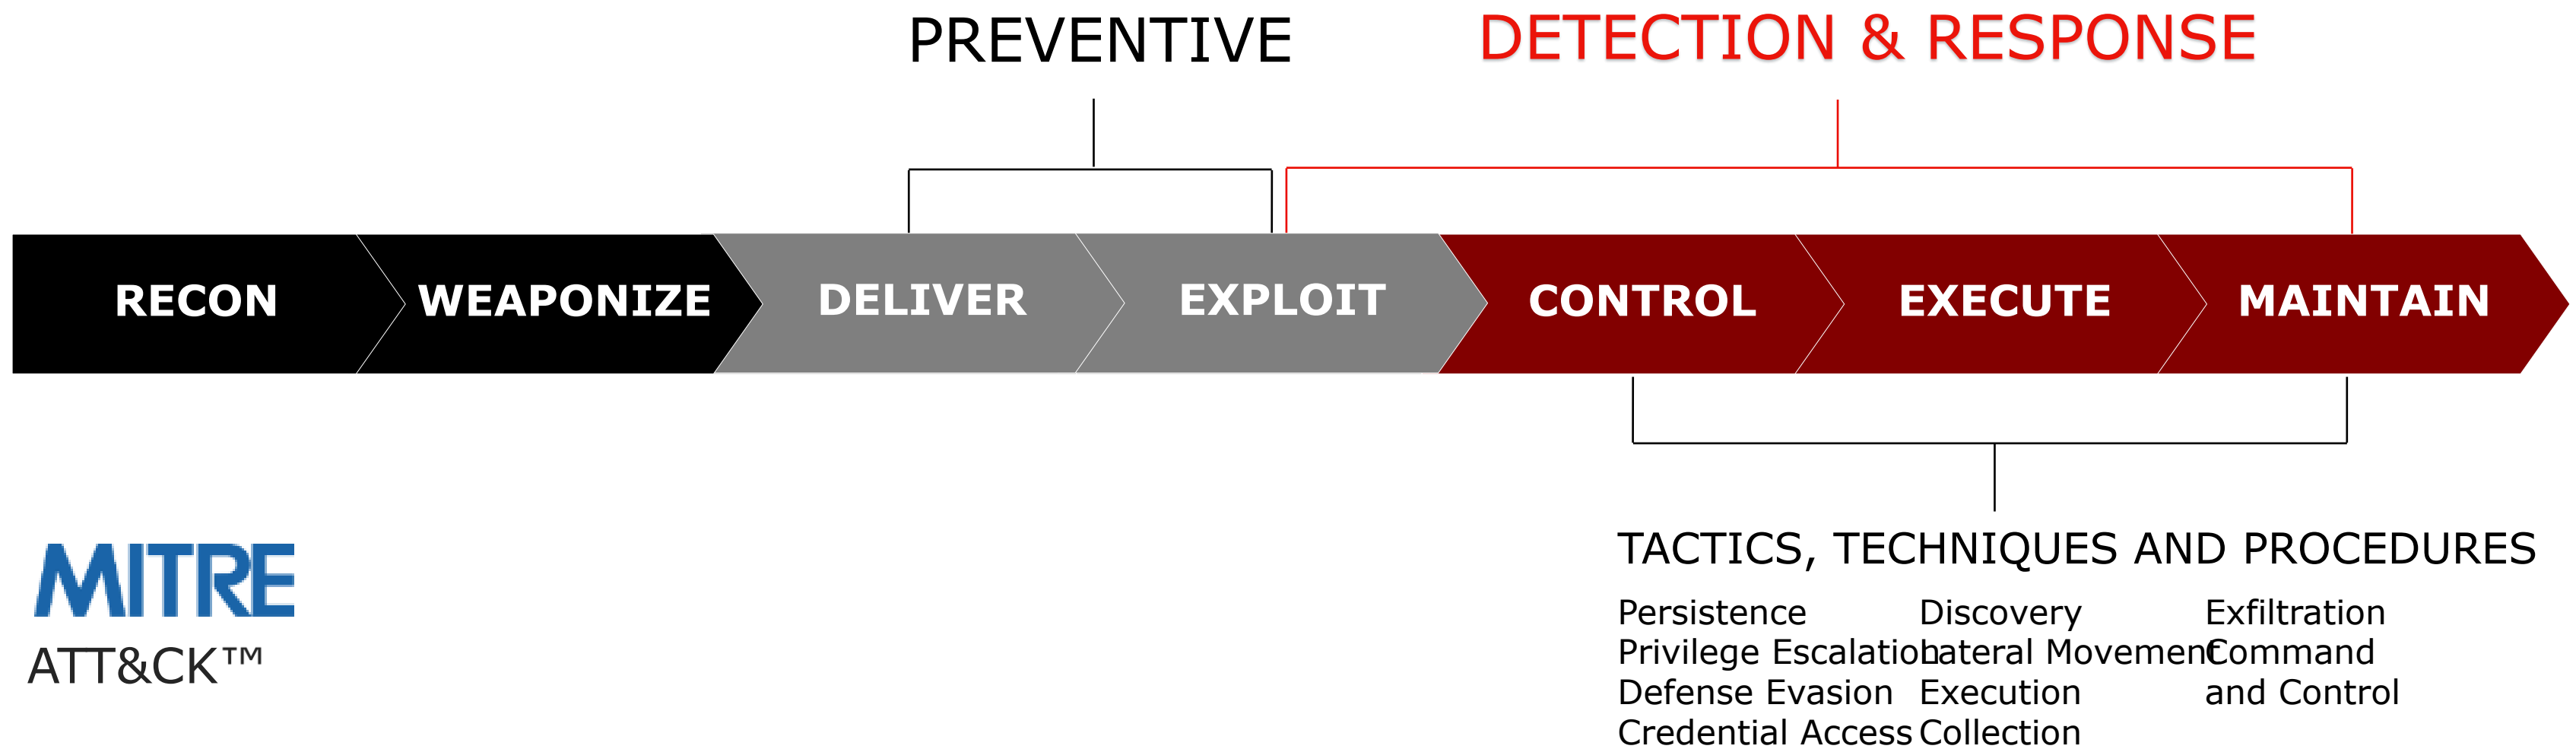 PREVENTIVE
DETECTION & RESPONSE
RECON
WEAPONIZE
DELIVER
EXPLOIT
CONTROL
EXECUTE
MAINTAIN
MITRE
ATT&CK™
TACTICS, TECHNIQUES AND PROCEDURES
Persistence
Privilege Escalation
Defense Evasion
Credential Access
Discovery
Lateral Movement
Execution
Collection
Exfiltration
Command
and Control